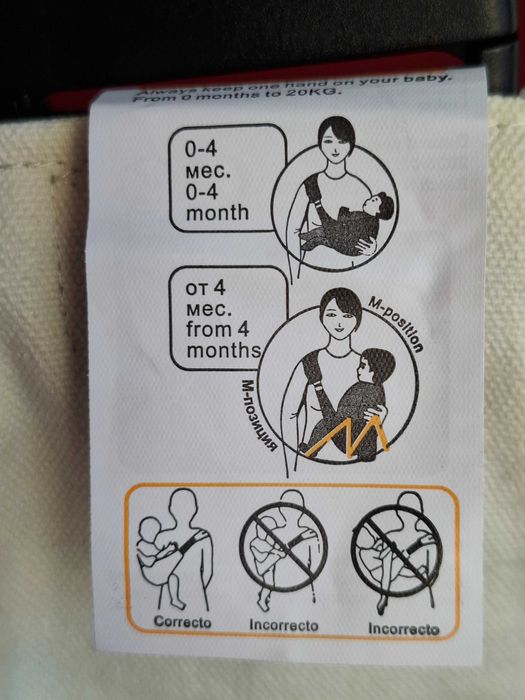 Always keep one hand on your baby.
From 0 months to 20KG.
0-4
мес.
0-4
month
от 4
мес.
from 4
months
M-position
М-позиция
Correcto
Incorrecto
Incorrecto